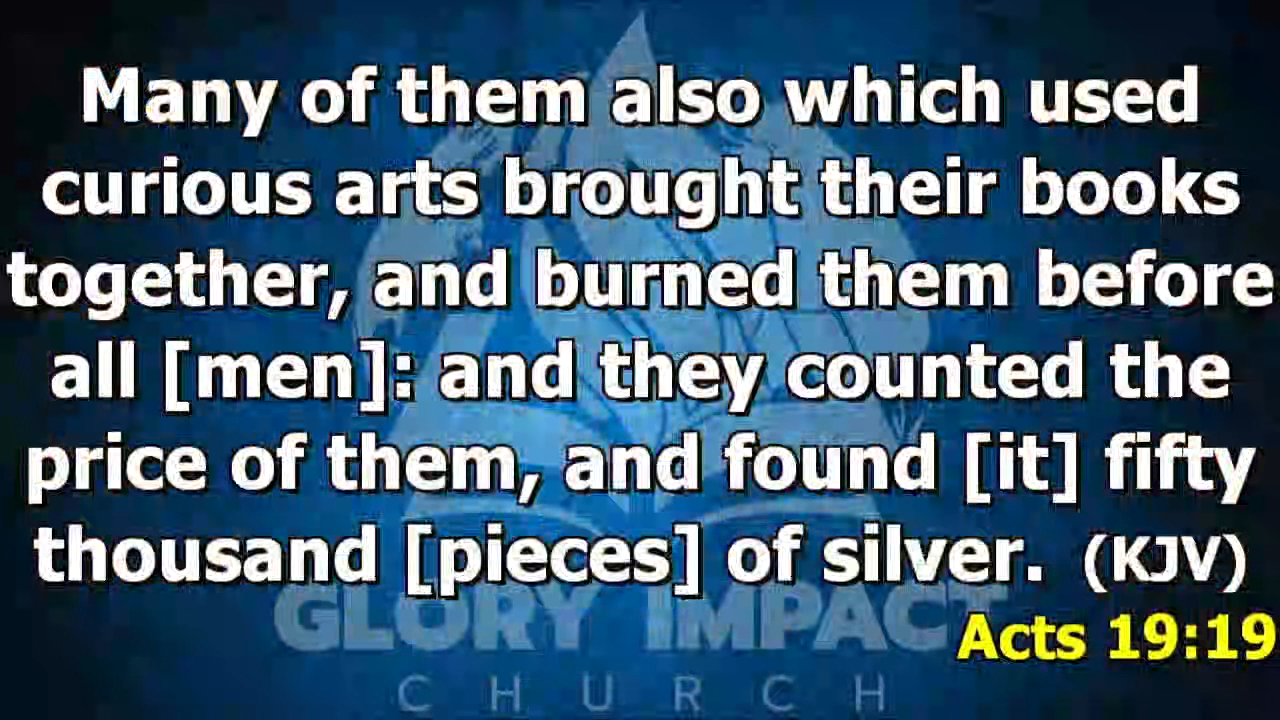 Many of them also which used
curious arts brought their books
together, and burned them before
all [men]: and they counted the
price of them, and found [it] fifty
thousand [pieces] of silver. (KJV)
Acts 19:19
GLORY IMPACT
CHURCH